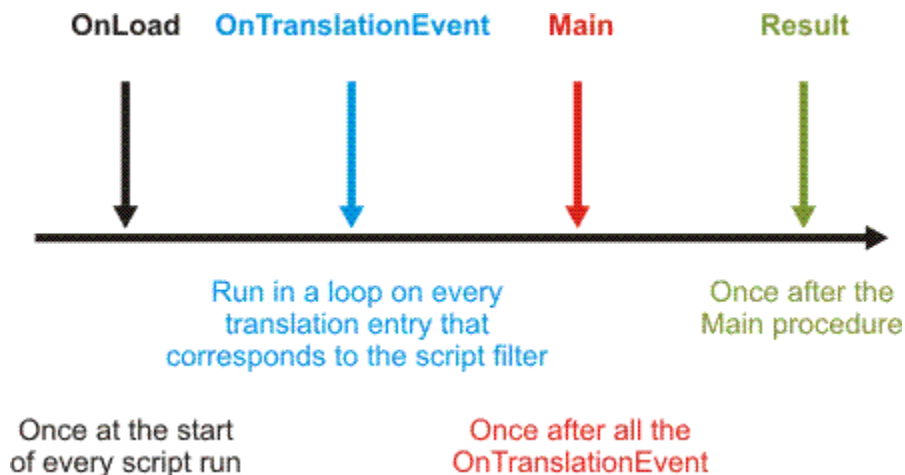 OnLoad OnTranslationEvent Main Result
Run in a loop on every
translation entry that
corresponds to the script filter
Once after the
Main procedure
Once at the start
of every script run
Once after all the
OnTranslationEvent